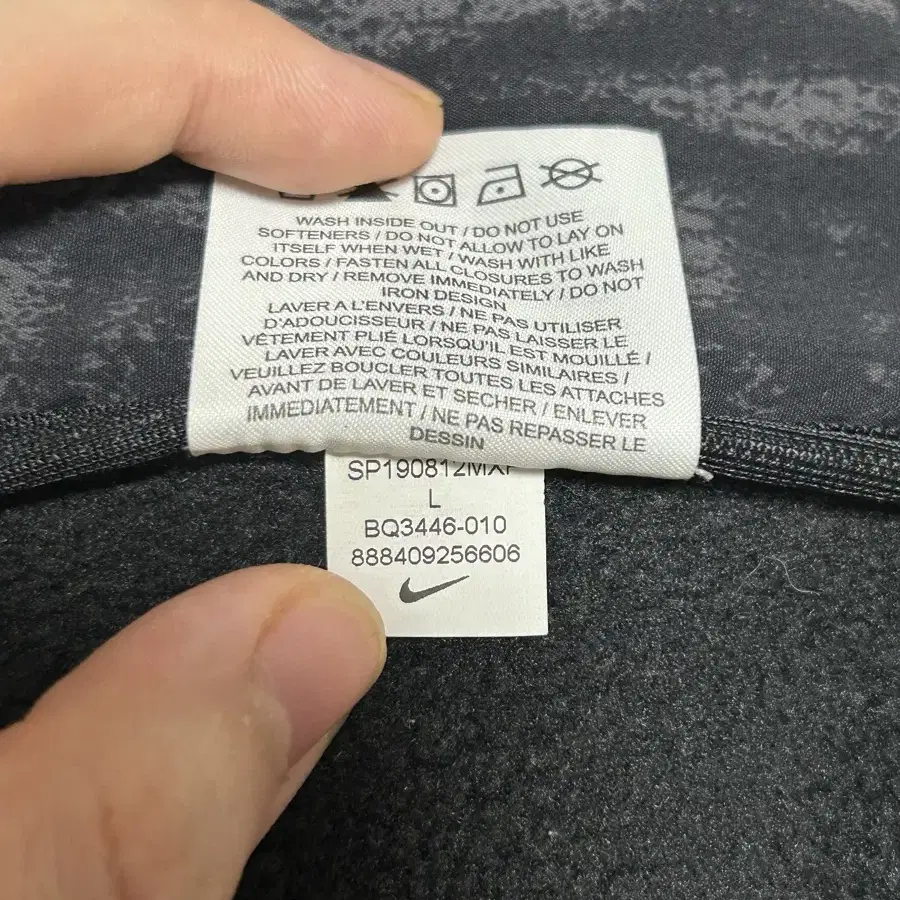 WASH INSIDE OUT / DO NOT USE
SOFTENERS / DO NOT ALLOW TO LAY ON
ITSELF WHEN WET / WASH WITH LIKE
COLORS / FASTEN ALL CLOSURES TO WASH
AND DRY / REMOVE IMMEDIATELY / DO NOT
IRON DESIGN
LAVER A L'ENVERS / NE PAS UTILISER
D'ADOUCISSEUR / NE PAS LAISSER LE
VÊTEMENT PLIÉ LORSQU'IL EST MOUILLÉ /
LAVER AVEC COULEURS SIMILAIRES /
VEUILLEZ BOUCLER TOUTES LES ATTACHES
AVANT DE LAVER ET SECHER / ENLEVER
IMMEDIATEMENT / NE PAS REPASSER LE
DESSIN
L
BQ3446-010
888409256606